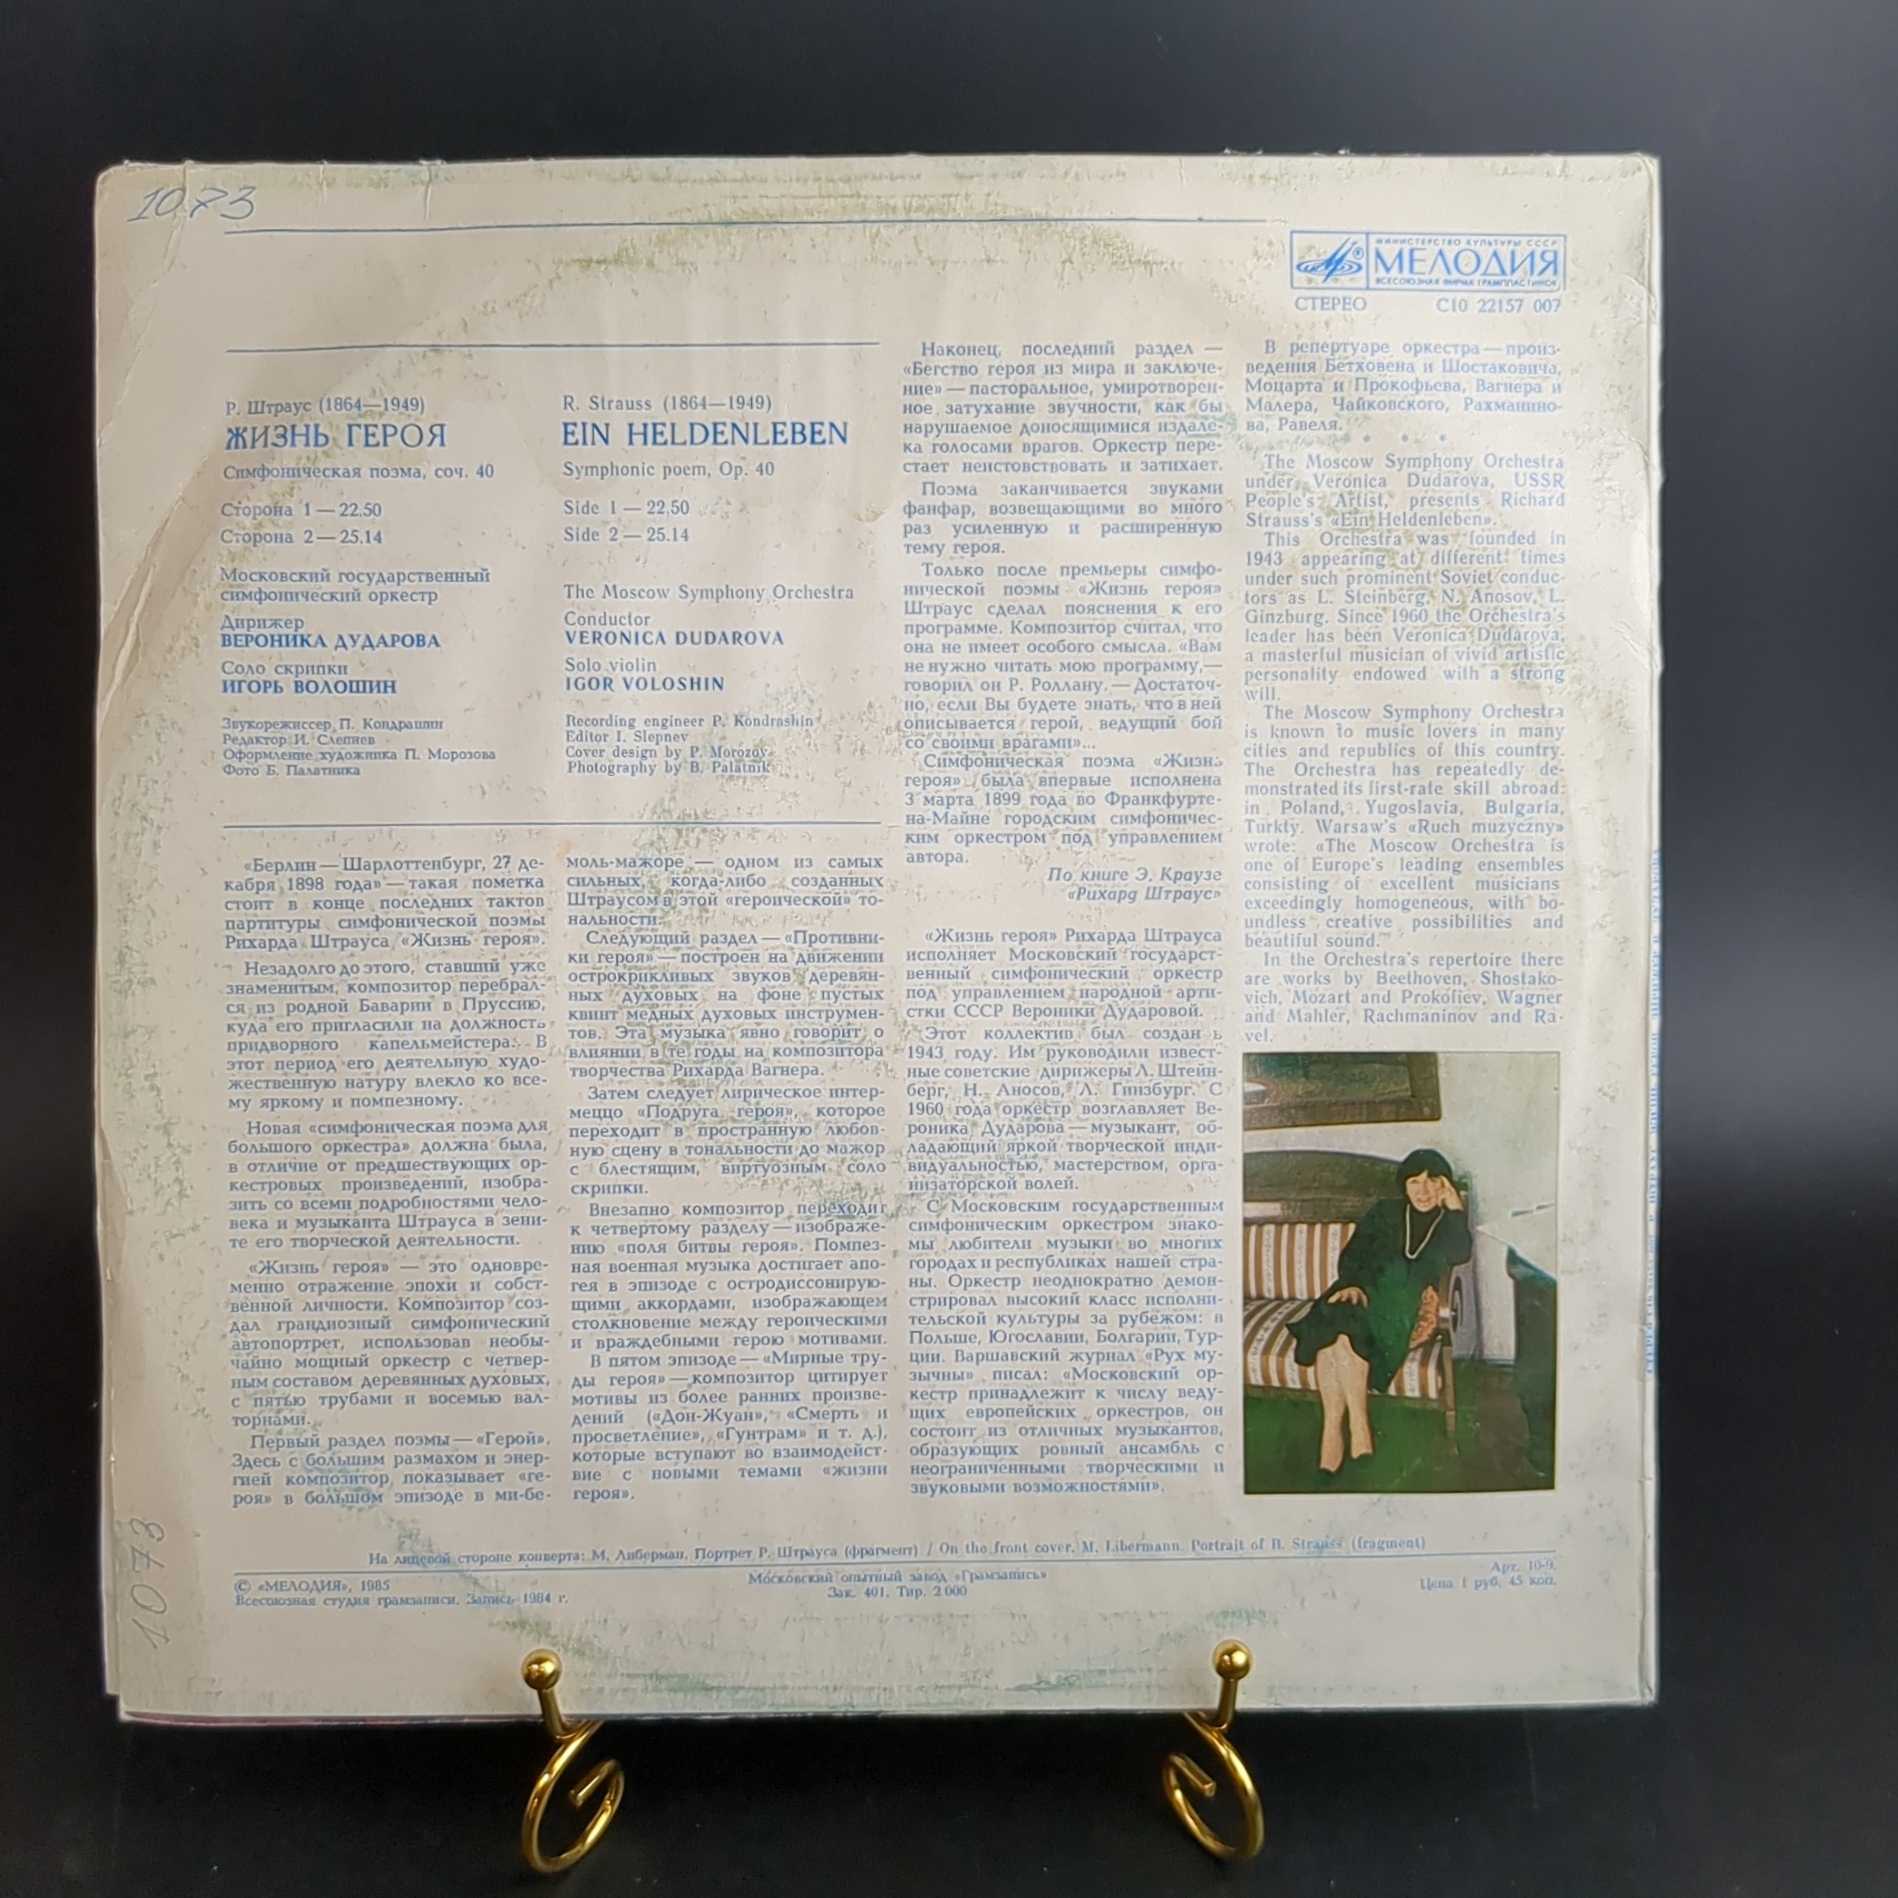 1073
МИНИСТЕРСТВО КУЛЬТУРЫ СССР
МЕЛОДИЯ
ВСЕСОЮЗНАЯ ФИРМА ГРАМПЛАСТИНОК
СТЕРЕО С10 22157 007
Р. Штраус (1864—1949)
ЖИЗНЬ ГЕРОЯ
Симфоническая поэма, соч. 40
Сторона 1 — 22.50
Сторона 2 — 25.14
Московский государственный
симфонический оркестр
Дирижер
ВЕРОНИКА ДУДАРОВА
Соло скрипки
ИГОРЬ ВОЛОШИН
Звукорежиссер П. Кондрашин
Редактор И. Слепнев
Оформление художника П. Морозова
Фото Б. Палатника
R. Strauss (1864—1949)
EIN HELDENLEBEN
Symphonic poem, Op. 40
Side 1 — 22.50
Side 2 — 25.14
The Moscow Symphony Orchestra
Conductor
VERONICA DUDAROVA
Solo violin
IGOR VOLOSHIN
Recording engineer P. Kondrashin
Editor I. Slepnev
Cover design by P. Morozov
Photography by B. Palatnik
«Берлин — Шарлоттенбург, 27 де-
кабря 1898 года» — такая пометка
стоит в конце последних тактов
партитуры симфонической поэмы
Рихарда Штрауса «Жизнь героя».
Незадолго до этого, ставший уже
знаменитым, композитор перебрал-
ся из родной Баварии в Пруссию,
куда его пригласили на должность
придворного капельмейстера. В
этот период его деятельную худо-
жественную натуру влекло ко все-
му яркому и помпезному.
Новая «симфоническая поэма для
большого оркестра» должна была,
в отличие от предшествующих ор-
кестровых произведений, изобра-
зить со всеми подробностями чело-
века и музыканта Штрауса в зени-
те его творческой деятельности.
«Жизнь героя» — это одновре-
менно отражение эпохи и собст-
венной личности. Композитор соз-
дал грандиозный симфонический
автопортрет, использовав необы-
чайно мощный оркестр с четвер-
ным составом деревянных духовых,
с пятью трубами и восемью вал-
торнами.
Первый раздел поэмы — «Герой».
Здесь с большим размахом и энер-
гией композитор показывает «ге-
роя» в большом эпизоде в ми-бе-
моль-мажоре — одном из самых
сильных, когда-либо созданных
Штраусом в этой «героической» то-
нальности.
Следующий раздел — «Противни-
ки героя» — построен на движении
острокрикливых звуков деревян-
ных духовых на фоне пустых
квинт медных духовых инструмен-
тов. Эта музыка явно говорит о
влиянии в те годы на композитора
творчества Рихарда Вагнера.
Затем следует лирическое интер-
меццо «Подруга героя», которое
переходит в пространную любов-
ную сцену в тональности до мажор
с блестящим, виртуозным соло
скрипки.
Внезапно композитор переходит
к четвертому разделу — изображе-
нию «поля битвы героя». Помпез-
ная военная музыка достигает апо-
гея в эпизоде с остродиссонирую-
щими аккордами, изображающем
столкновение между героическими
и враждебными герою мотивами.
В пятом эпизоде — «Мирные тру-
ды героя» — композитор цитирует
мотивы из более ранних произве-
дений («Дон-Жуан», «Смерть и
просветление», «Гунтрам» и т. д.),
которые вступают во взаимодейст-
вие с новыми темами «жизни
героя».
Наконец, последний раздел —
«Бегство героя из мира и заключе-
ние» — пасторальное, умиротворен-
ное затухание звучности, как бы
нарушаемое доносящимися издале-
ка голосами врагов. Оркестр пере-
стает неистовствовать и затихает.
Поэма заканчивается звуками
фанфар, возвещающими во много
раз усиленную и расширенную
тему героя.
Только после премьеры симфо-
нической поэмы «Жизнь героя»
Штраус сделал пояснения к его
программе. Композитор считал, что
она не имеет особого смысла. «Вам
не нужно читать мою программу,—
говорил он Р. Роллану.— Достаточ-
но, если Вы будете знать, что в ней
описывается герой, ведущий бой
со своими врагами»...
Симфоническая поэма «Жизнь
героя» была впервые исполнена
3 марта 1899 года во Франкфурте-
на-Майне городским симфоничес-
ким оркестром под управлением
автора.
По книге Э. Краузе
«Рихард Штраус»
«Жизнь героя» Рихарда Штрауса
исполняет Московский государст-
венный симфонический оркестр
под управлением народной арти-
стки СССР Вероники Дударовой.
Этот коллектив был создан в
1943 году. Им руководили извест-
ные советские дирижеры Л. Штейн-
берг, Н. Аносов, Л. Гинзбург. С
1960 года оркестр возглавляет Ве-
роника Дударова — музыкант, об-
ладающий яркой творческой инди-
видуальностью, мастерством, орга-
низаторской волей.
С Московским государственным
симфоническим оркестром знако-
мы любители музыки во многих
городах и республиках нашей стра-
ны. Оркестр неоднократно демон-
стрировал высокий класс исполни-
тельской культуры за рубежом: в
Польше, Югославии, Болгарии, Тур-
ции. Варшавский журнал «Рух му-
зычны» писал: «Московский ор-
кестр принадлежит к числу веду-
щих европейских оркестров, он
состоит из отличных музыкантов,
образующих ровный ансамбль с
неограниченными творческими и
звуковыми возможностями».
В репертуаре оркестра — произ-
ведения Бетховена и Шостаковича,
Моцарта и Прокофьева, Вагнера и
Малера, Чайковского, Рахманино-
ва, Равеля.
The Moscow Symphony Orchestra
under Veronica Dudarova, USSR
People's Artist, presents Richard
Strauss's «Ein Heldenleben».
This Orchestra was founded in
1943 appearing at different times
under such prominent Soviet conduc-
tors as L. Steinberg, N. Anosov, L.
Ginzburg. Since 1960 the Orchestra's
leader has been Veronica Dudarova,
a masterful musician of vivid artistic
personality endowed with a strong
will.
The Moscow Symphony Orchestra
is known to music lovers in many
cities and republics of this country.
The Orchestra has repeatedly de-
monstrated its first-rate skill abroad:
in Poland, Yugoslavia, Bulgaria,
Turkty. Warsaw's «Ruch muzyczny»
wrote: «The Moscow Orchestra is
one of Europe's leading ensembles
consisting of excellent musicians
exceedingly homogeneous, with bo-
undless creative possibilities and
beautiful sound.
In the Orchestra's repertoire there
are works by Beethoven, Shostako-
vich, Mozart and Prokofiev, Wagner
and Mahler, Rachmaninov and Ra-
vel.
1073
На лицевой стороне конверта: М. Либерман. Портрет Р. Штрауса (фрагмент) / On the front cover. M. Libermann. Portrait of R. Strauss (fragment)
© «МЕЛОДИЯ», 1985
Всесоюзная студия грамзаписи. Запись 1984 г.
Московский опытный завод «Грамзапись»
Зак. 401. Тир. 2 000
Арт. 10-9.
Цена 1 руб. 45 коп.